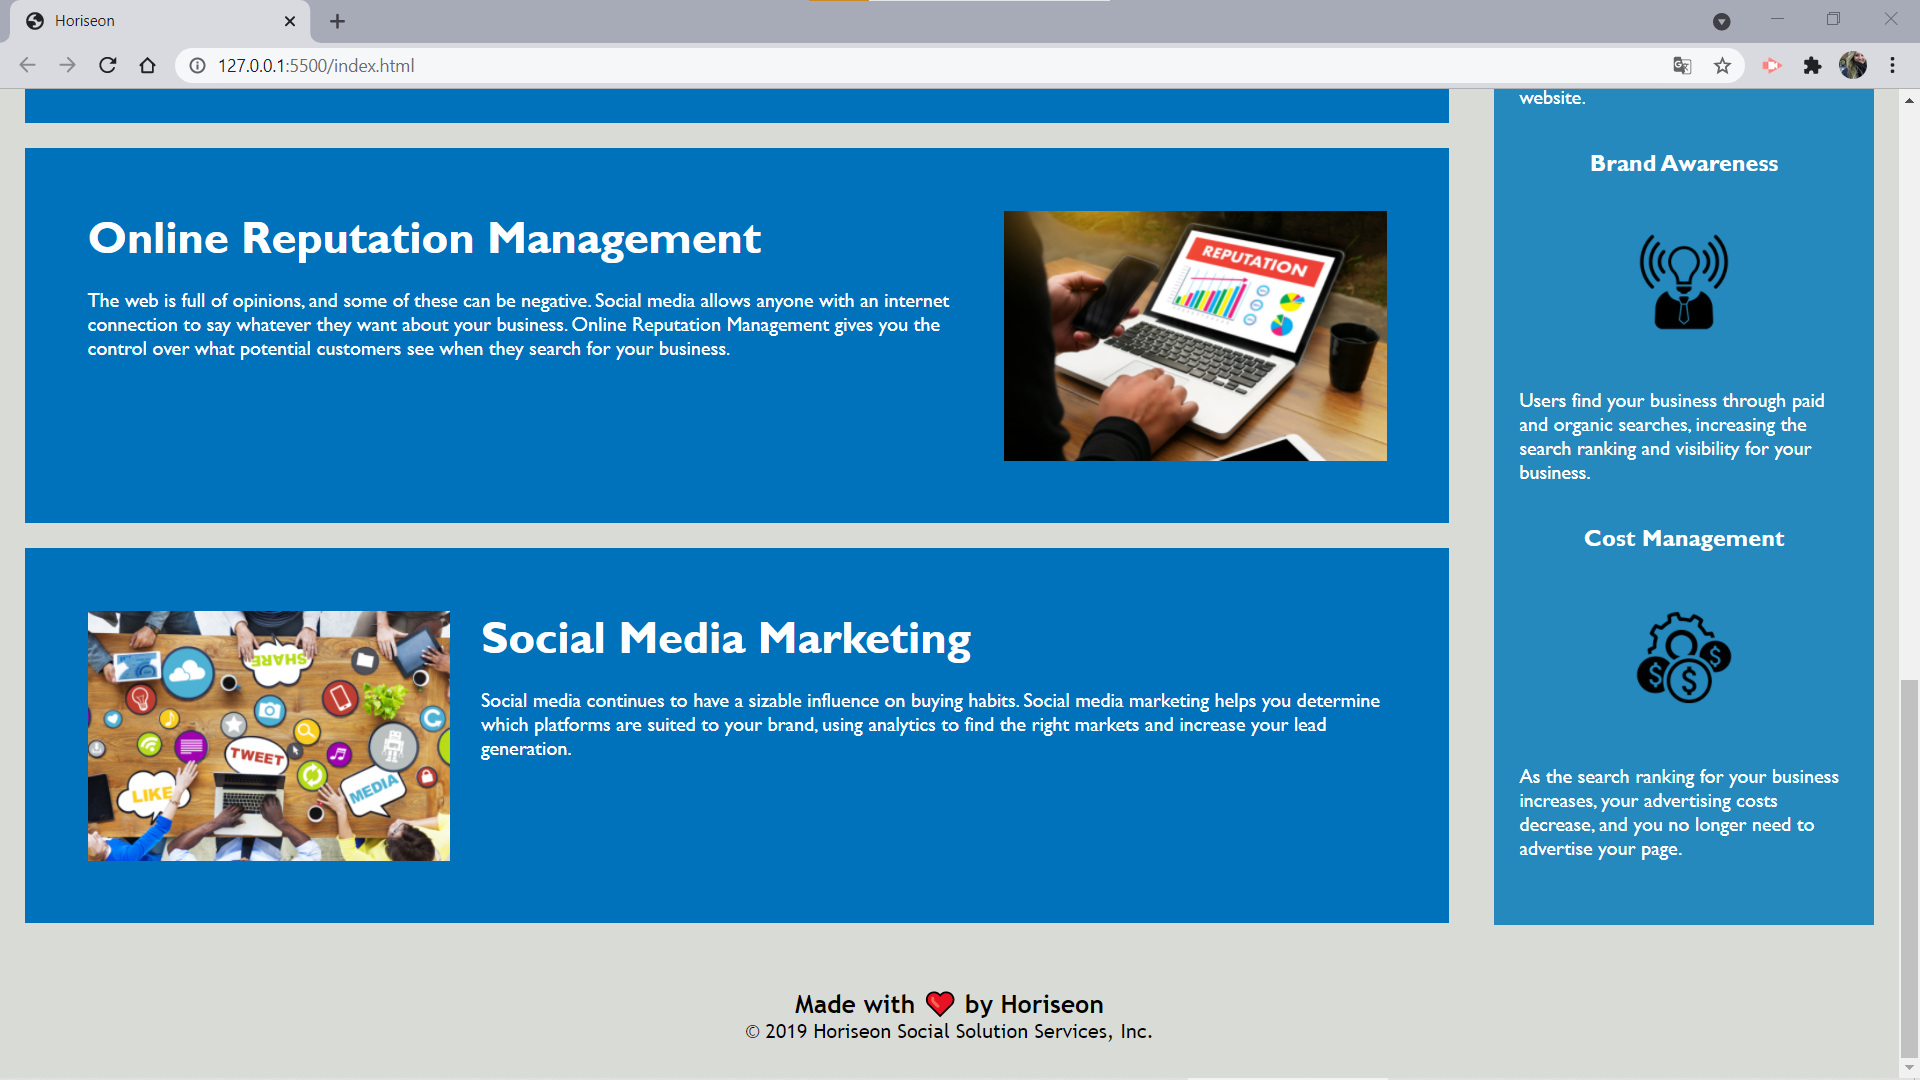 Horiseon
127.0.0.1:5500/index.html
website.
Online Reputation Management
The web is full of opinions, and some of these can be negative. Social media allows anyone with an internet
connection to say whatever they want about your business. Online Reputation Management gives you the
control over what potential customers see when they search for your business.
REPUTATION
Social Media Marketing
Social media continues to have a sizable influence on buying habits. Social media marketing helps you determine
which platforms are suited to your brand, using analytics to find the right markets and increase your lead
generation.
SHARE
TWEET
LIKE
MEDIA
Brand Awareness
Users find your business through paid
and organic searches, increasing the
search ranking and visibility for your
business.
Cost Management
$ $ $
As the search ranking for your business
increases, your advertising costs
decrease, and you no longer need to
advertise your page.
Made with ❤️ by Horiseon
© 2019 Horiseon Social Solution Services, Inc.